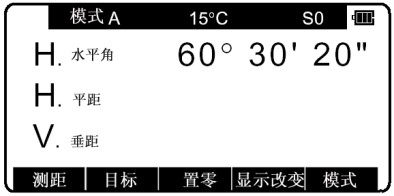 模式 A 15°C S0
H. 水平角 60° 30' 20"
H. 平距
V. 垂距
测距 目标 置零 显示改变 模式